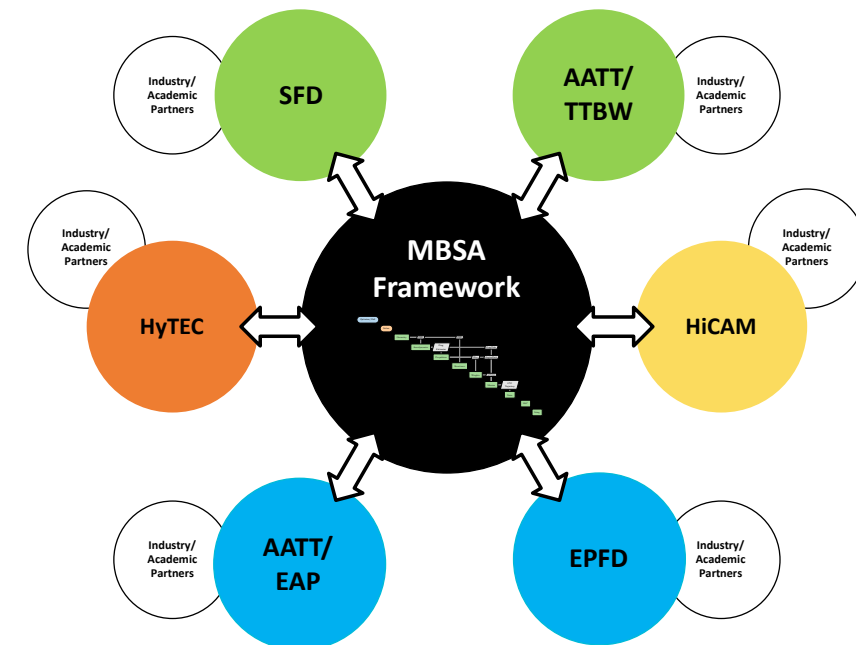 Industry/
Academic
Partners
SFD
AATT/
TTBW
Industry/
Academic
Partners
Industry/
Academic
Partners
HyTEC
MBSA
Framework
HiCAM
Industry/
Academic
Partners
Industry/
Academic
Partners
AATT/
EAP
EPFD
Industry/
Academic
Partners